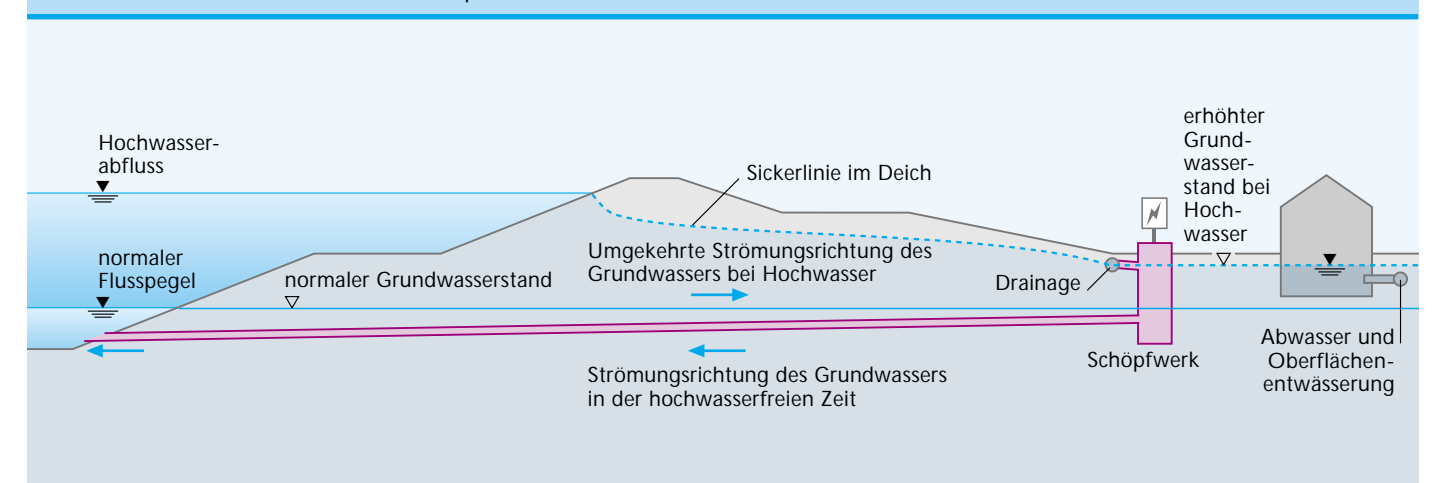 Hochwasser-
abfluss
normaler
Flusspegel
normaler Grundwasserstand
Sickerlinie im Deich
Umgekehrte Strömungsrichtung des
Grundwassers bei Hochwasser
Strömungsrichtung des Grundwassers
in der hochwasserfreien Zeit
Drainage
Schöpfwerk
erhöhter
Grund-
wasser-
stand bei
Hoch-
wasser
Abwasser und
Oberflächen-
entwässerung